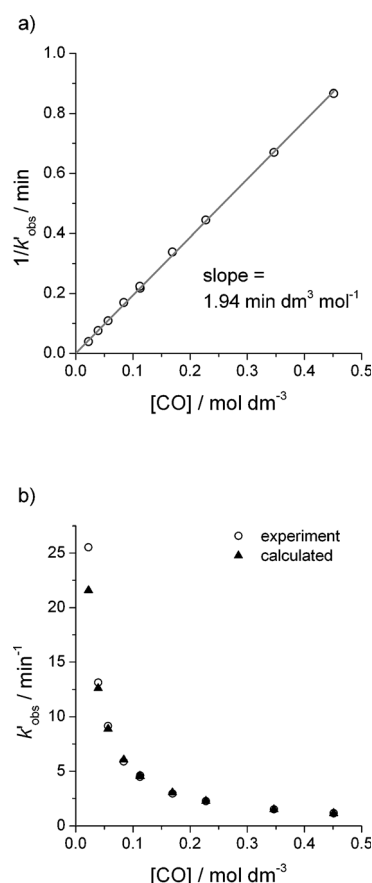 a)
1.0
0.8
0.6
0.4
0.2
0.0
1/k'obs / min
slope =
1.94 min dm³ mol⁻¹
0.0 0.1 0.2 0.3 0.4 0.5
[CO] / mol dm⁻³
b)
25
20
15
10
5
0
k'obs / min⁻¹
experiment
calculated
0.0 0.1 0.2 0.3 0.4 0.5
[CO] / mol dm⁻³